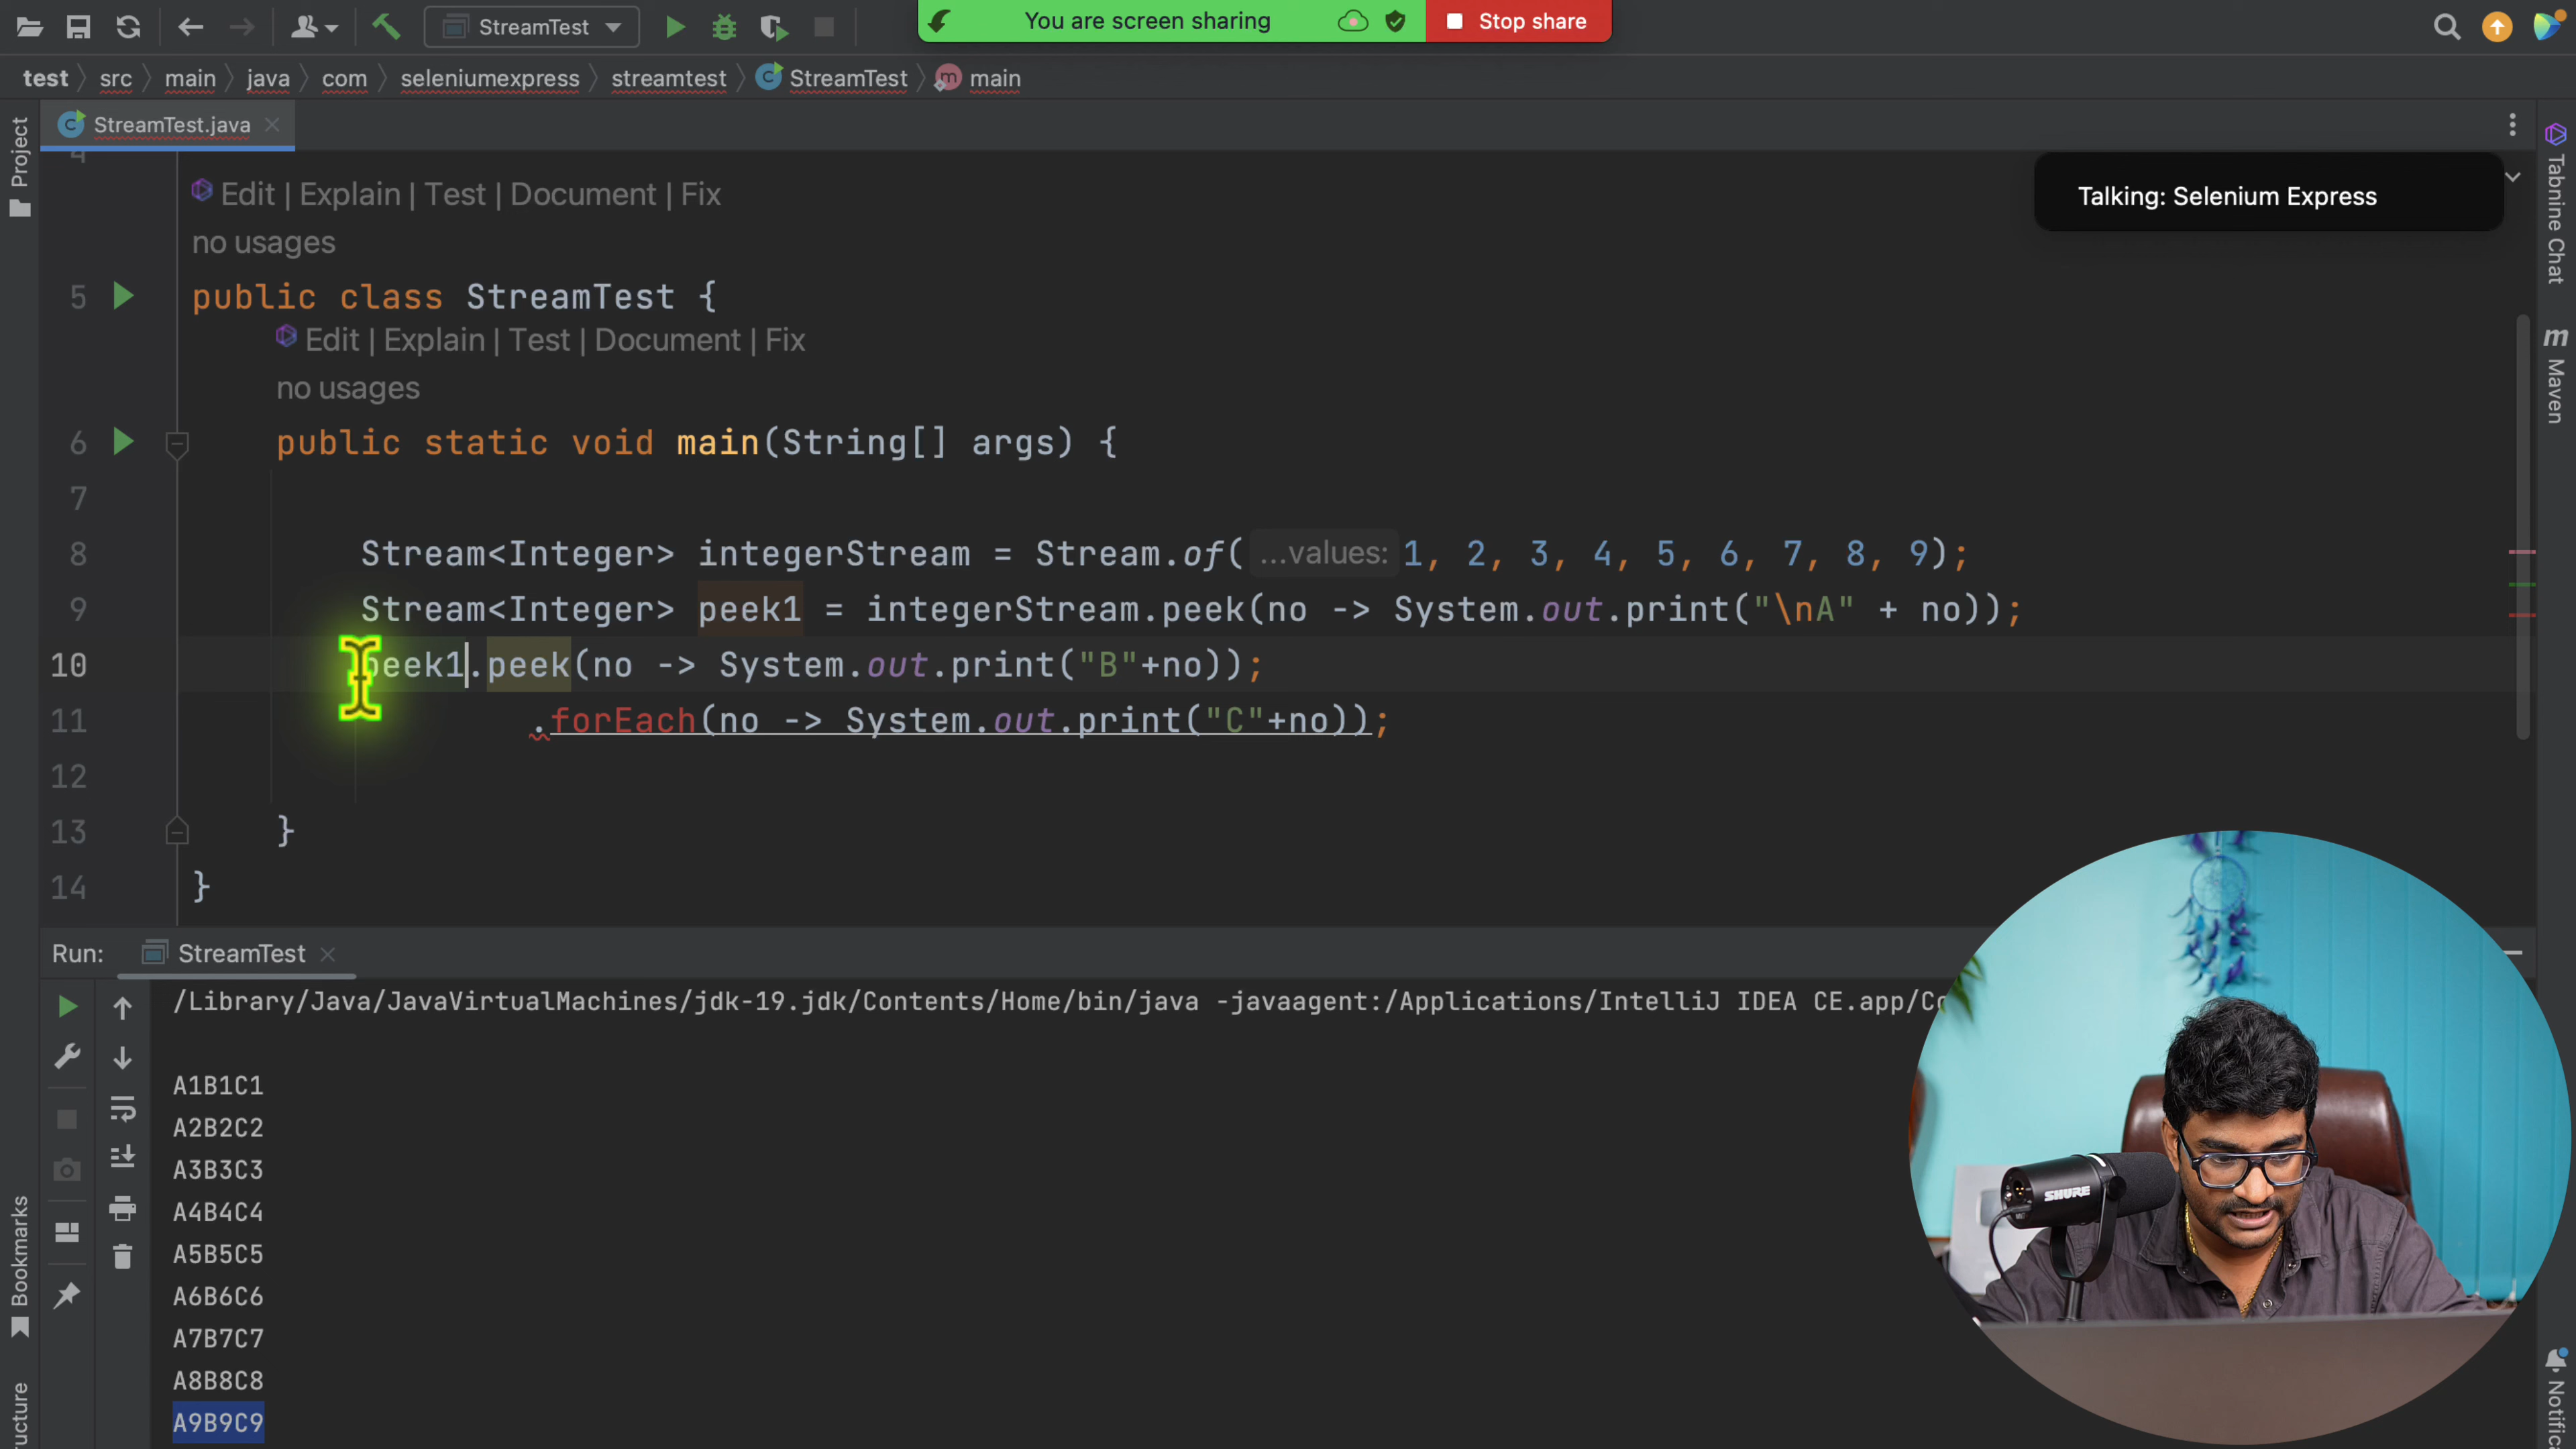 StreamTest
You are screen sharing
Stop share
test
src
main
java
com
seleniumexpress
streamtest
StreamTest
main
Project
StreamTest.java
Talking: Selenium Express
Tabnine Chat
Maven
4
Edit | Explain | Test | Document | Fix
no usages
5 public class StreamTest {
Edit | Explain | Test | Document | Fix
no usages
6 public static void main(String[] args) {
7
8 Stream<Integer> integerStream = Stream.of( ...values: 1, 2, 3, 4, 5, 6, 7, 8, 9);
9 Stream<Integer> peek1 = integerStream.peek(no -> System.out.print("\nA" + no));
10 peek1.peek(no -> System.out.print("B"+no));
11 .forEach(no -> System.out.print("C"+no));
12
13 }
14 }
Run: StreamTest
/Library/Java/JavaVirtualMachines/jdk-19.jdk/Contents/Home/bin/java -javaagent:/Applications/IntelliJ IDEA CE.app/Co
A1B1C1
A2B2C2
A3B3C3
A4B4C4
A5B5C5
A6B6C6
A7B7C7
A8B8C8
A9B9C9
Bookmarks
ucture
Notific
SHURE